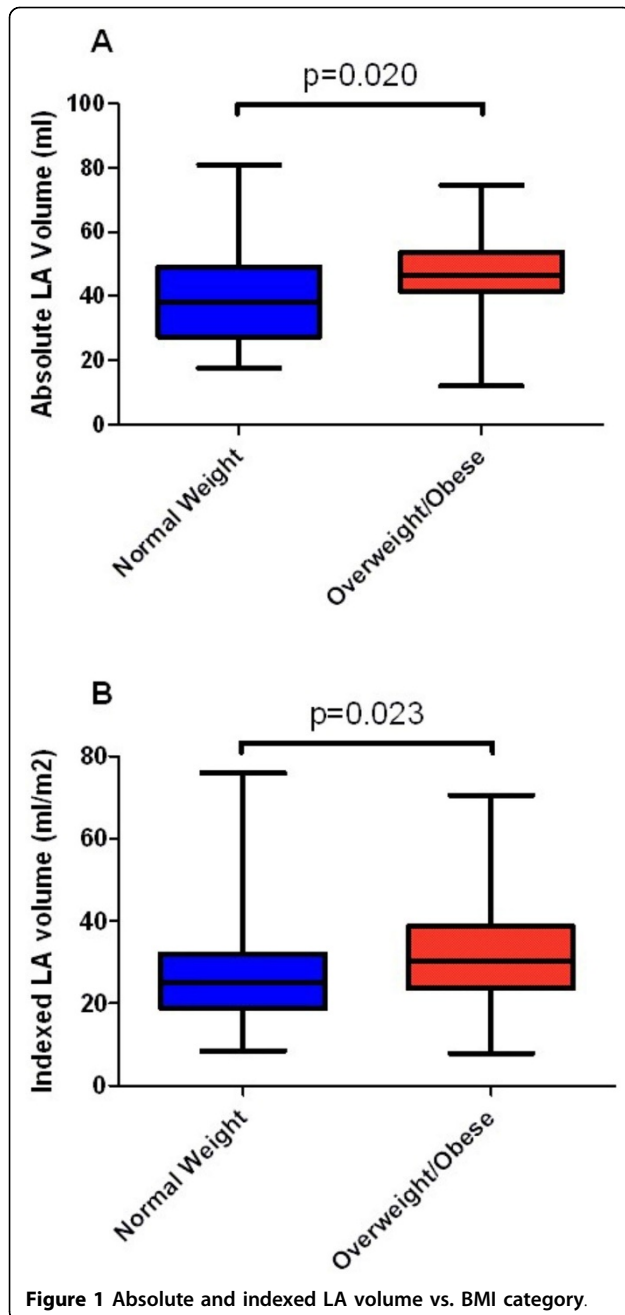 A
p=0.020
Absolute LA Volume (ml)
100
80
60
40
20
0
Normal Weight
Overweight/Obese
B
p=0.023
Indexed LA volume (ml/m2)
80
60
40
20
0
Normal Weight
Overweight/Obese
Figure 1 Absolute and indexed LA volume vs. BMI category.